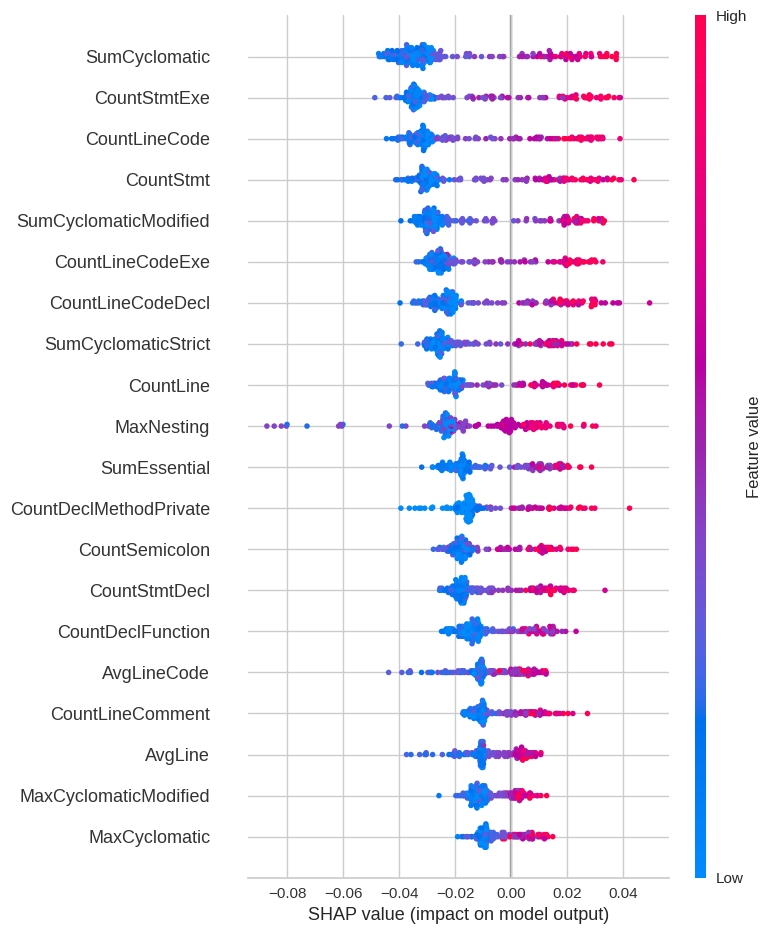 High
SumCyclomatic
CountStmtExe
CountLineCode
CountStmt
SumCyclomaticModified
CountLineCodeExe
CountLineCodeDecl
SumCyclomaticStrict
CountLine
MaxNesting
SumEssential
CountDeclMethodPrivate
CountSemicolon
CountStmtDecl
CountDeclFunction
AvgLineCode
CountLineComment
AvgLine
MaxCyclomaticModified
MaxCyclomatic
Feature value
Low
−0.08 −0.06 −0.04 −0.02 0.00 0.02 0.04
SHAP value (impact on model output)